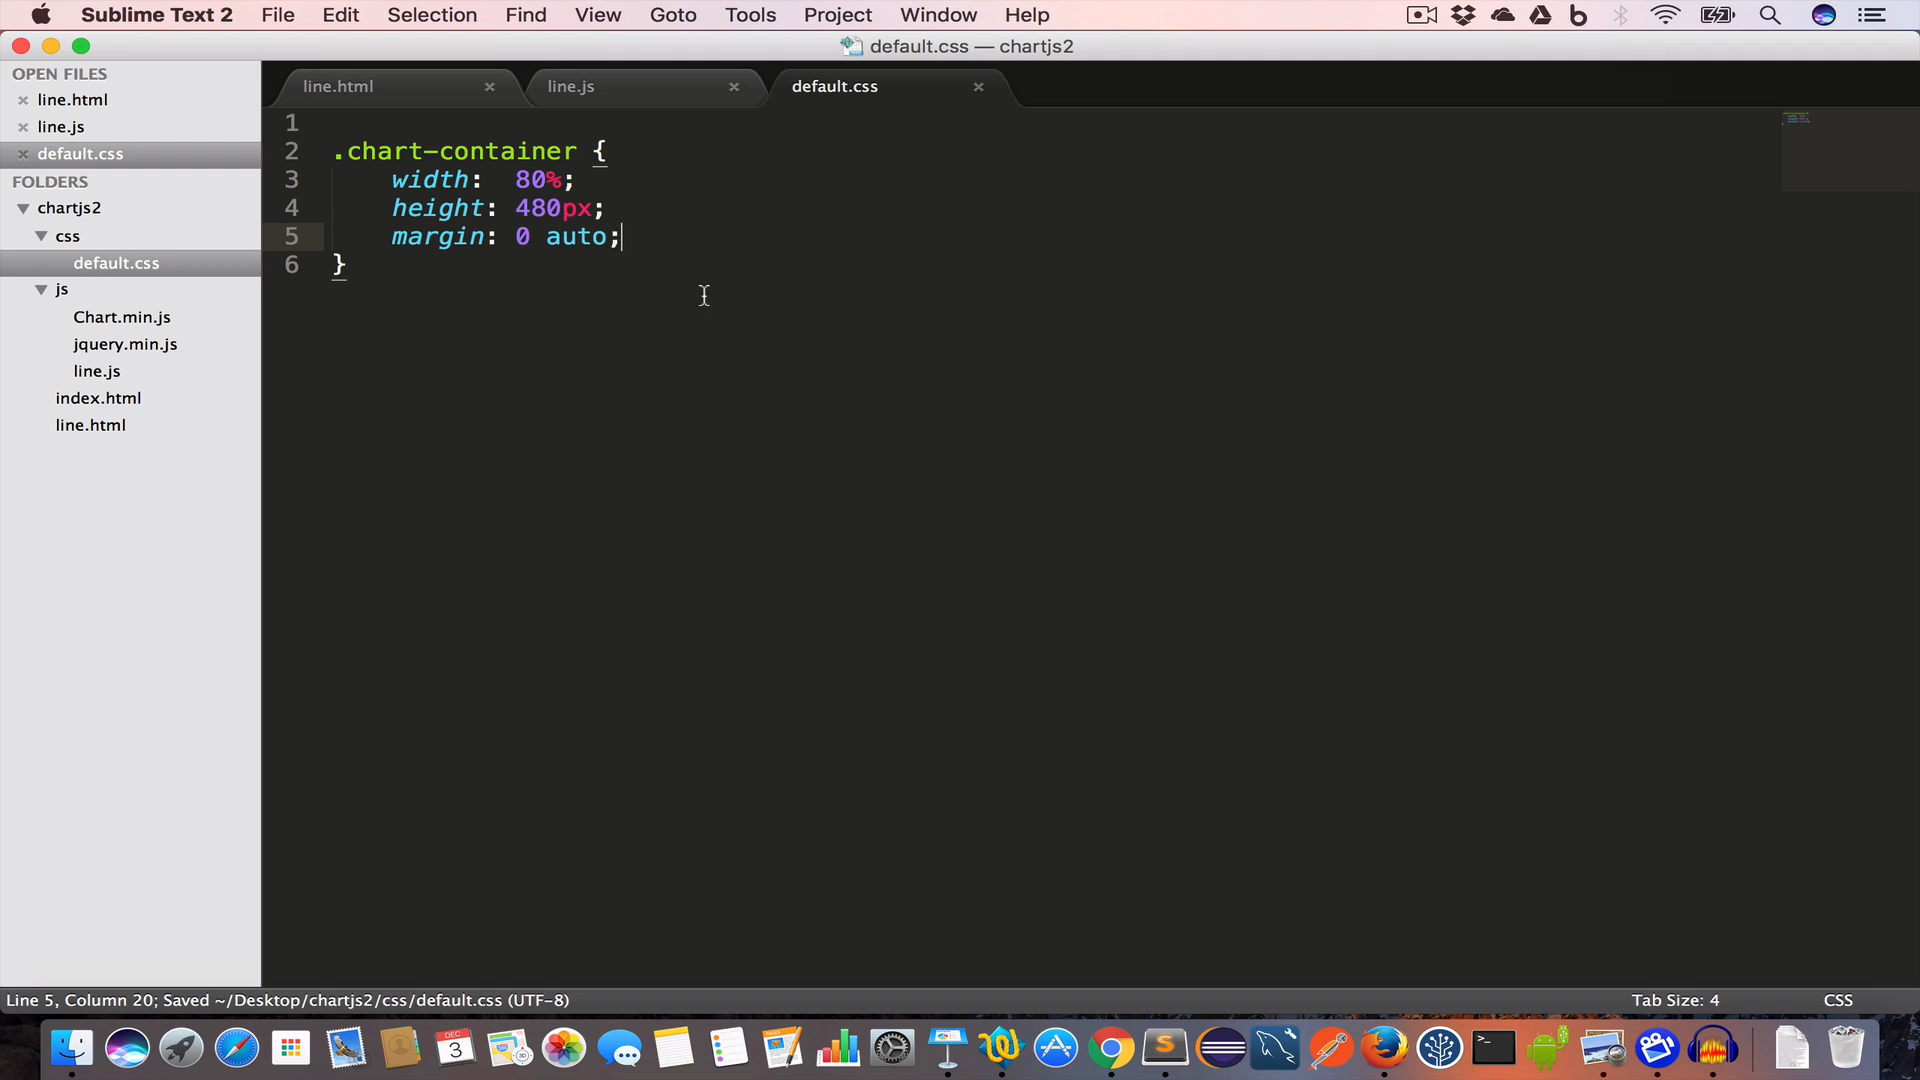 Sublime Text 2 File Edit Selection Find View Goto Tools Project Window Help
default.css — chartjs2
OPEN FILES
line.html
line.js
default.css
FOLDERS
chartjs2
css
default.css
js
Chart.min.js
jquery.min.js
line.js
index.html
line.html
line.html line.js default.css
1
2 .chart-container {
3 width: 80%;
4 height: 480px;
5 margin: 0 auto;
6 }
Line 5, Column 20; Saved ~/Desktop/chartjs2/css/default.css (UTF-8) Tab Size: 4 CSS
DEC
3